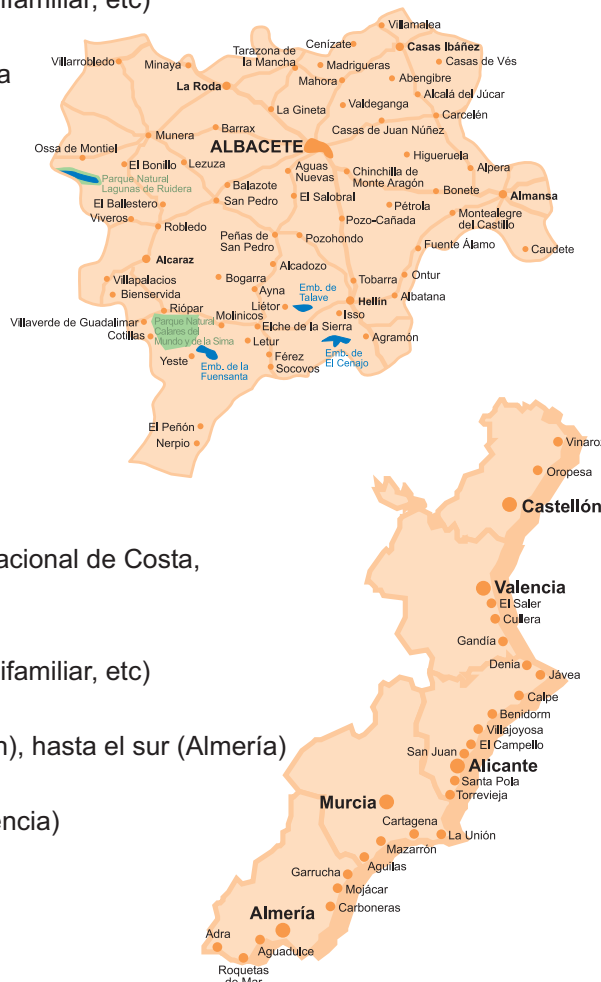 ifamiliar, etc)
Villamalea
Cenízate
Casas Ibáñez
Tarazona de
la Mancha
Villarrobledo
Minaya
Madrigueras
Casas de Vés
a
Mahora
Abengibre
La Roda
Alcalá del Júcar
La Gineta
Valdeganga
Carcelén
Munera
Barrax
Casas de Juan Núñez
ALBACETE
Ossa de Montiel
Higueruela
El Bonillo
Lezuza
Aguas
Nuevas
Chinchilla de
Monte Aragón
Alpera
Parque Natural
Lagunas de Ruidera
Balazote
Bonete
Almansa
El Ballestero
San Pedro
El Salobral
Pétrola
Viveros
Pozo-Cañada
Montealegre
del Castillo
Robledo
Peñas de
San Pedro
Pozohondo
Fuente Álamo
Caudete
Alcaraz
Alcadozo
Villapalacios
Bogarra
Tobarra
Ontur
Bienservida
Ayna
Emb. de
Talave
Hellín
Albatana
Riópar
Liétor
Isso
Villaverde de Guadalimar
Parque Natural
Calares del
Mundo y de la Sima
Molinicos
Elche de la Sierra
Cotillas
Letur
Agramón
Yeste
Férez
Emb. de
El Cenajo
Emb. de la
Fuensanta
Socovos
El Peñón
Nerpio
Vinaroz
Oropesa
Castellón
acional de Costa,
Valencia
El Saler
Cullera
Gandía
ifamiliar, etc)
Denia
Jávea
Calpe
Benidorm
Villajoyosa
n), hasta el sur (Almería)
El Campello
San Juan
Alicante
Santa Pola
Torrevieja
encia)
Murcia
Cartagena
La Unión
Mazarrón
Aguilas
Garrucha
Mojácar
Carboneras
Almería
Adra
Aguadulce
Roquetas
de Mar